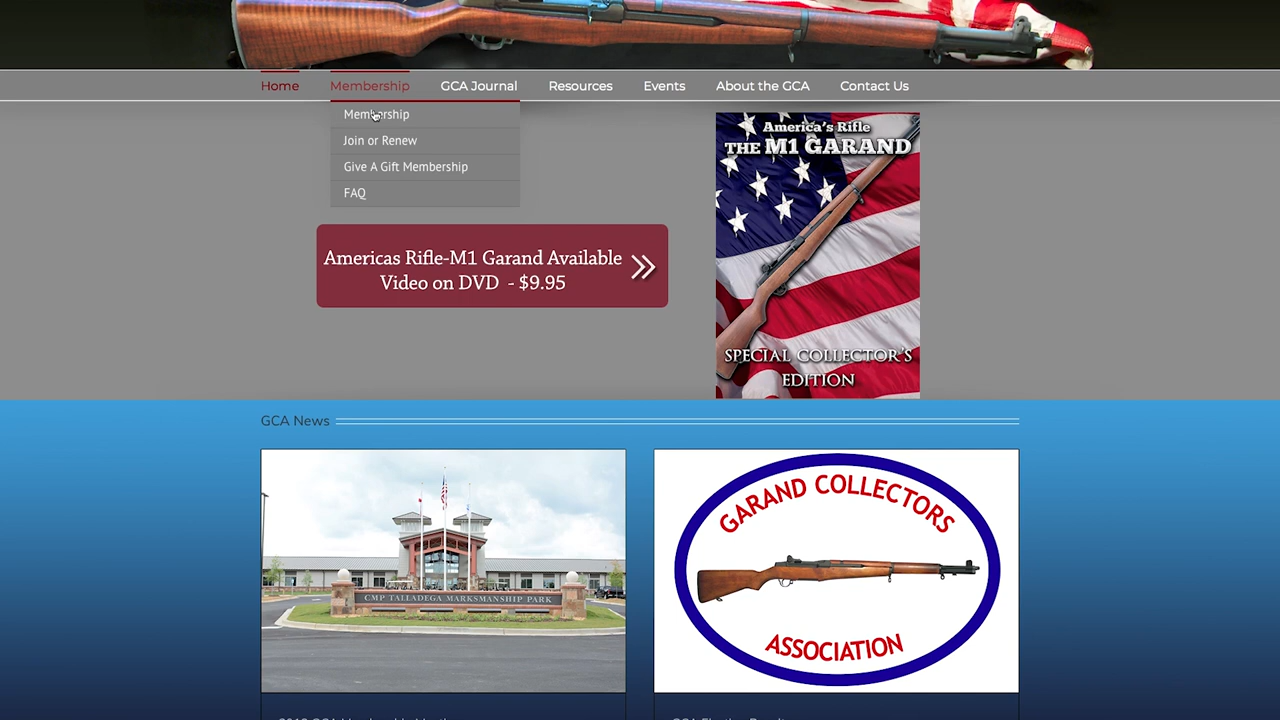 Home Membership GCA Journal Resources Events About the GCA Contact Us
Membership
Join or Renew
Give A Gift Membership
FAQ
Americas Rifle-M1 Garand Available
Video on DVD - $9.95
America's Rifle
THE M1 GARAND
SPECIAL COLLECTOR'S
EDITION
GCA News
CMP TALLADEGA MARKSMANSHIP PARK
GARAND COLLECTORS
ASSOCIATION